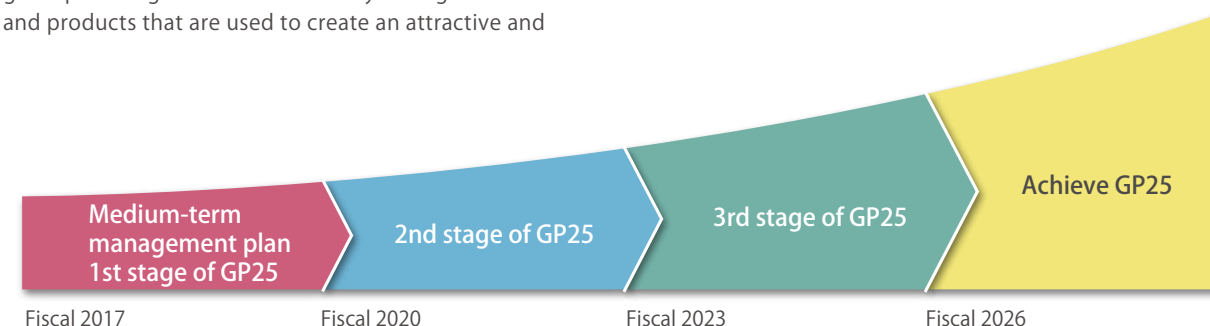 and products that are used to create an attractive and
Medium-term
management plan
1st stage of GP25
2nd stage of GP25
3rd stage of GP25
Achieve GP25
Fiscal 2017
Fiscal 2020
Fiscal 2023
Fiscal 2026